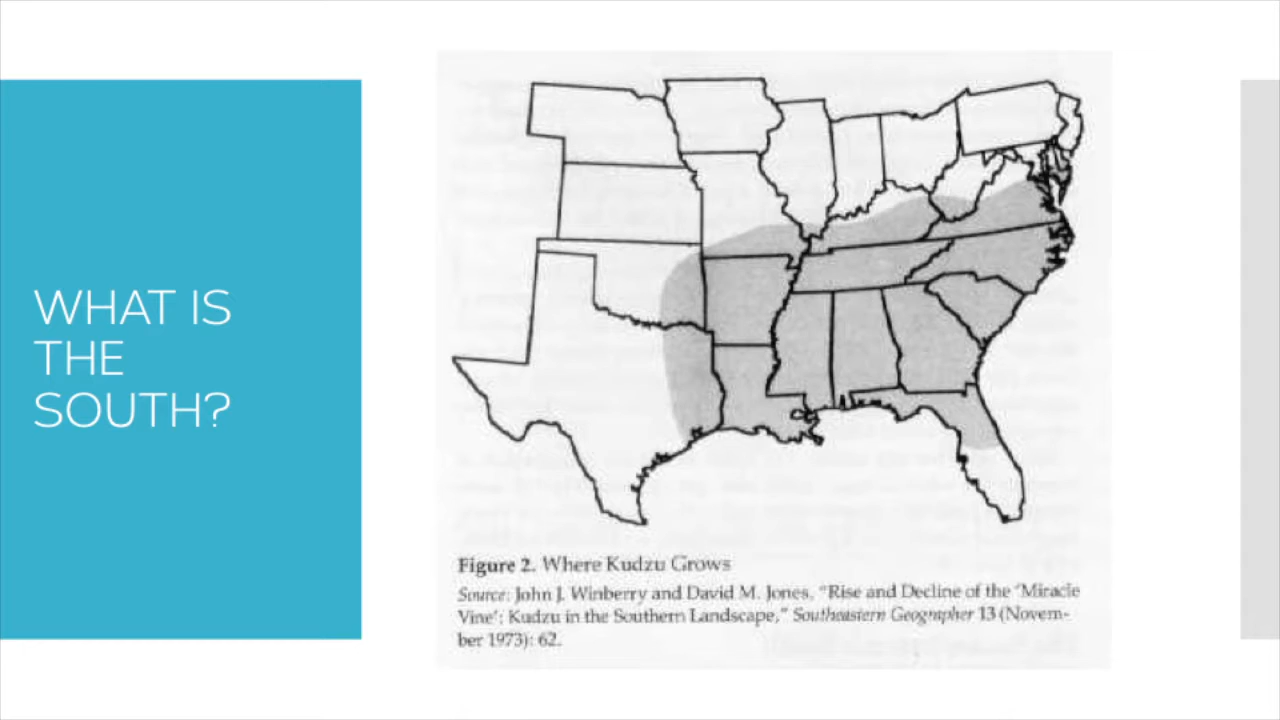 WHAT IS
THE
SOUTH?
Figure 2. Where Kudzu Grows
Source: John J. Winberry and David M. Jones, "Rise and Decline of the 'Miracle
Vine': Kudzu in the Southern Landscape," Southeastern Geographer 13 (Novem-
ber 1973): 62.